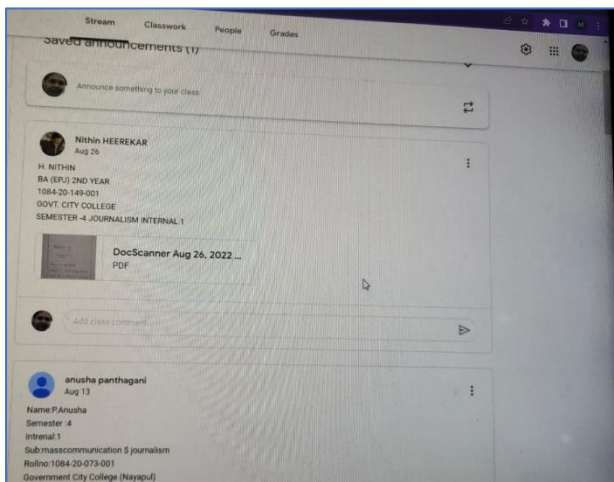 Stream Classwork People Grades
Saved announcements (1)
Announce something to your class
Nithin HEEREKAR
Aug 26
H. NITHIN
BA (EPJ) 2ND YEAR
1084-20-149-001
GOVT. CITY COLLEGE
SEMESTER -4 JOURNALISM INTERNAL 1
DocScanner Aug 26, 2022 ...
PDF
Add class comment...
anusha panthagani
Aug 13
Name:P.Anusha
Semester :4
Intrenal:1
Sub:masscommunication $ journalism
Rollno:1084-20-073-001
Government City College (Nayapul)